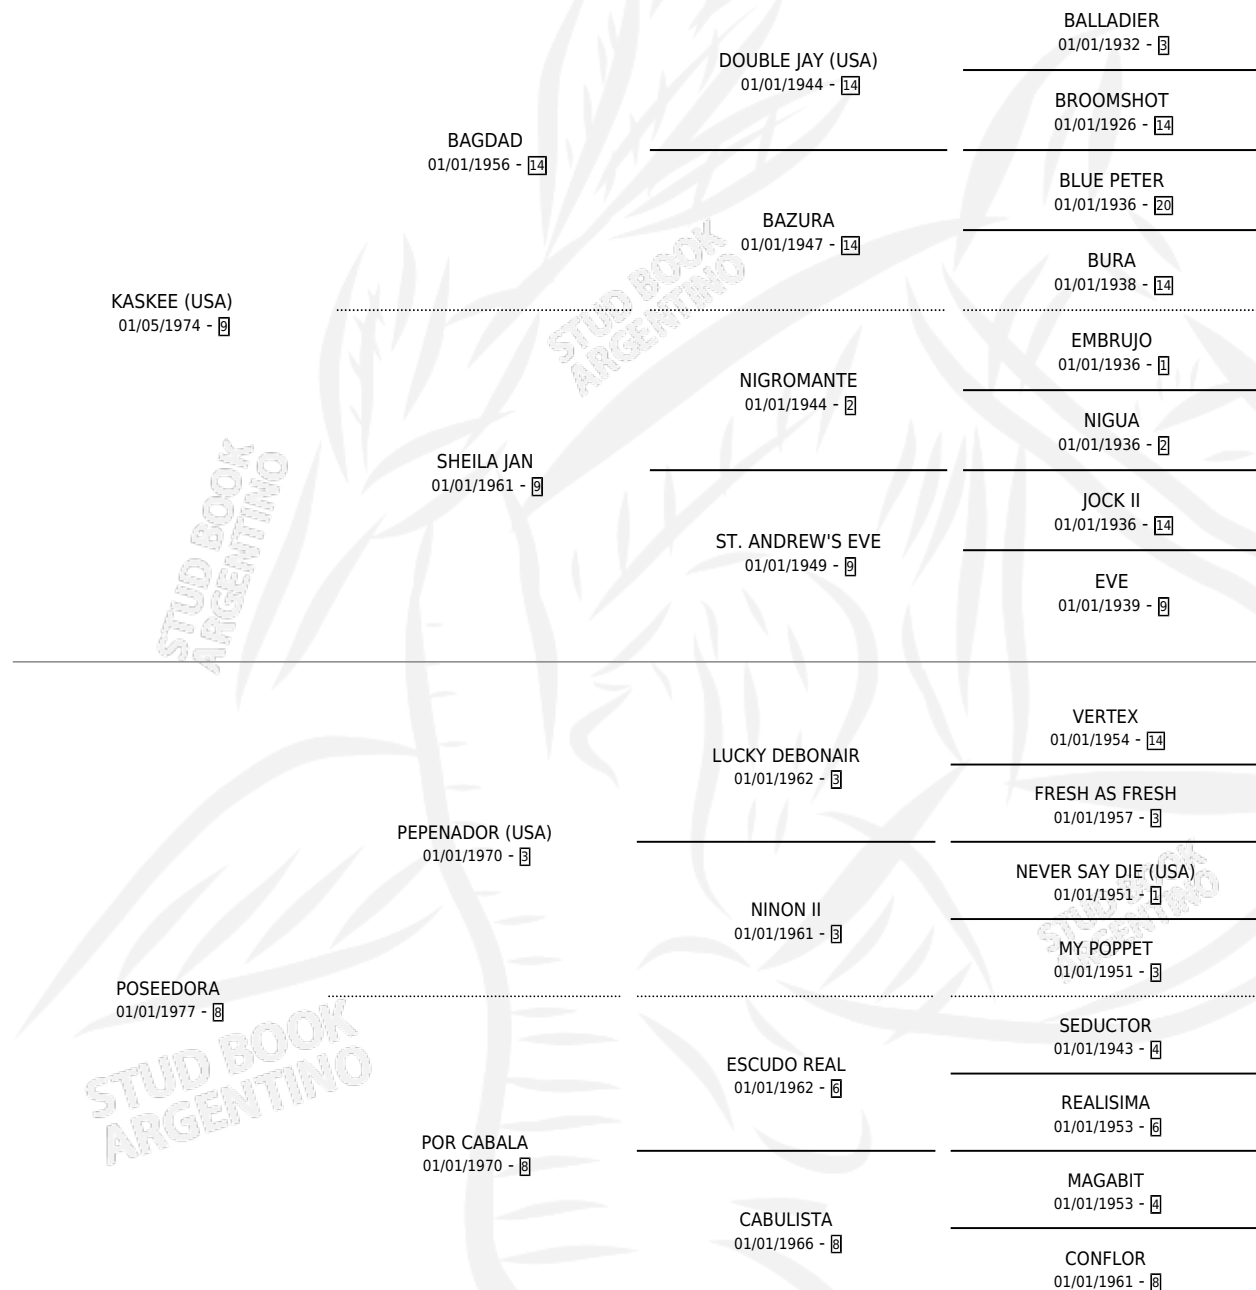 BALLADIER
01/01/1932 - 3
DOUBLE JAY (USA)
01/01/1944 - 14
BROOMSHOT
01/01/1926 - 14
BAGDAD
01/01/1956 - 14
BLUE PETER
01/01/1936 - 20
BAZURA
01/01/1947 - 14
BURA
01/01/1938 - 14
KASKEE (USA)
01/05/1974 - 9
EMBRUJO
01/01/1936 - 1
NIGROMANTE
01/01/1944 - 2
NIGUA
01/01/1936 - 2
SHEILA JAN
01/01/1961 - 9
JOCK II
01/01/1936 - 14
ST. ANDREW'S EVE
01/01/1949 - 9
EVE
01/01/1939 - 9
VERTEX
01/01/1954 - 14
LUCKY DEBONAIR
01/01/1962 - 3
FRESH AS FRESH
01/01/1957 - 3
PEPENADOR (USA)
01/01/1970 - 3
NEVER SAY DIE (USA)
01/01/1951 - 1
NINON II
01/01/1961 - 3
MY POPPET
01/01/1951 - 3
POSEEDORA
01/01/1977 - 8
SEDUCTOR
01/01/1943 - 4
ESCUDO REAL
01/01/1962 - 6
REALISIMA
01/01/1953 - 6
POR CABALA
01/01/1970 - 8
MAGABIT
01/01/1953 - 4
CABULISTA
01/01/1966 - 8
CONFLOR
01/01/1961 - 8
STUD BOOK
ARGENTINO
STUD BOOK
ARGENTINO
STUD BOOK
ARGENTINO
STUD BOOK
ARGENTINO